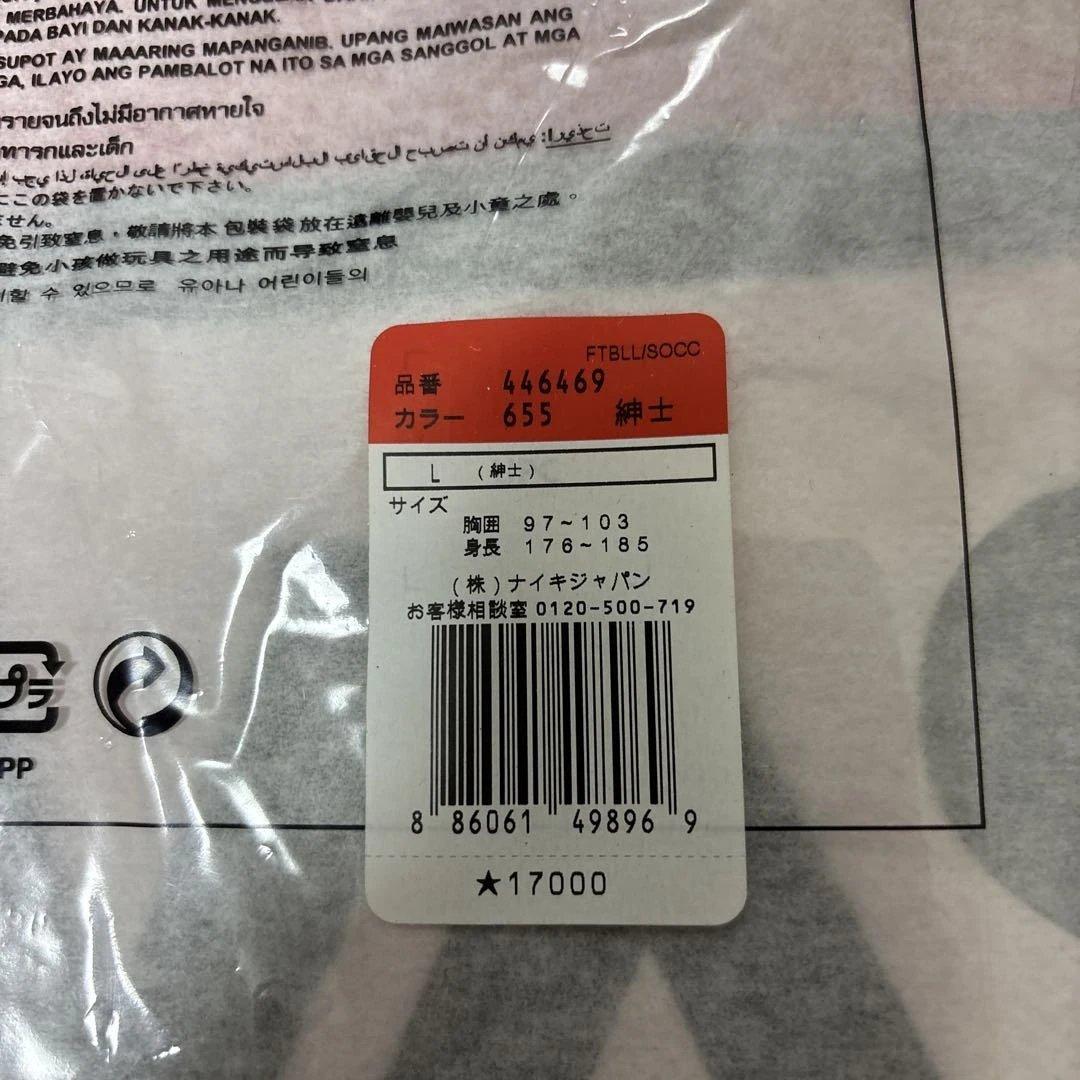 MERBAHAYA. UNTUK
PADA BAYI DAN KANAK-KANAK.
SUPOT AY MAAARING MAPANGANIB. UPANG MAIWASAN ANG
GA, ILAYO ANG PAMBALOT NA ITO SA MGA SANGGOL AT MGA
รายจนถึงไม่มีอากาศหายใจ
ทารกและเด็ก
にこの袋を置かないで下さい。
ません。
免引致窒息,敬請將本 包裝袋 放在遠離嬰兒及小童之處。
避免小孩做玩具之用途而导致窒息
할 수 있으므로 유아나 어린이들의
FTBLL/SOCC
品番 446469
カラー 655 紳士
L (紳士)
サイズ
胸囲 97~103
身長 176~185
(株)ナイキジャパン
お客様相談室 0120-500-719
8 86061 49896 9
★17000
プラ
PP